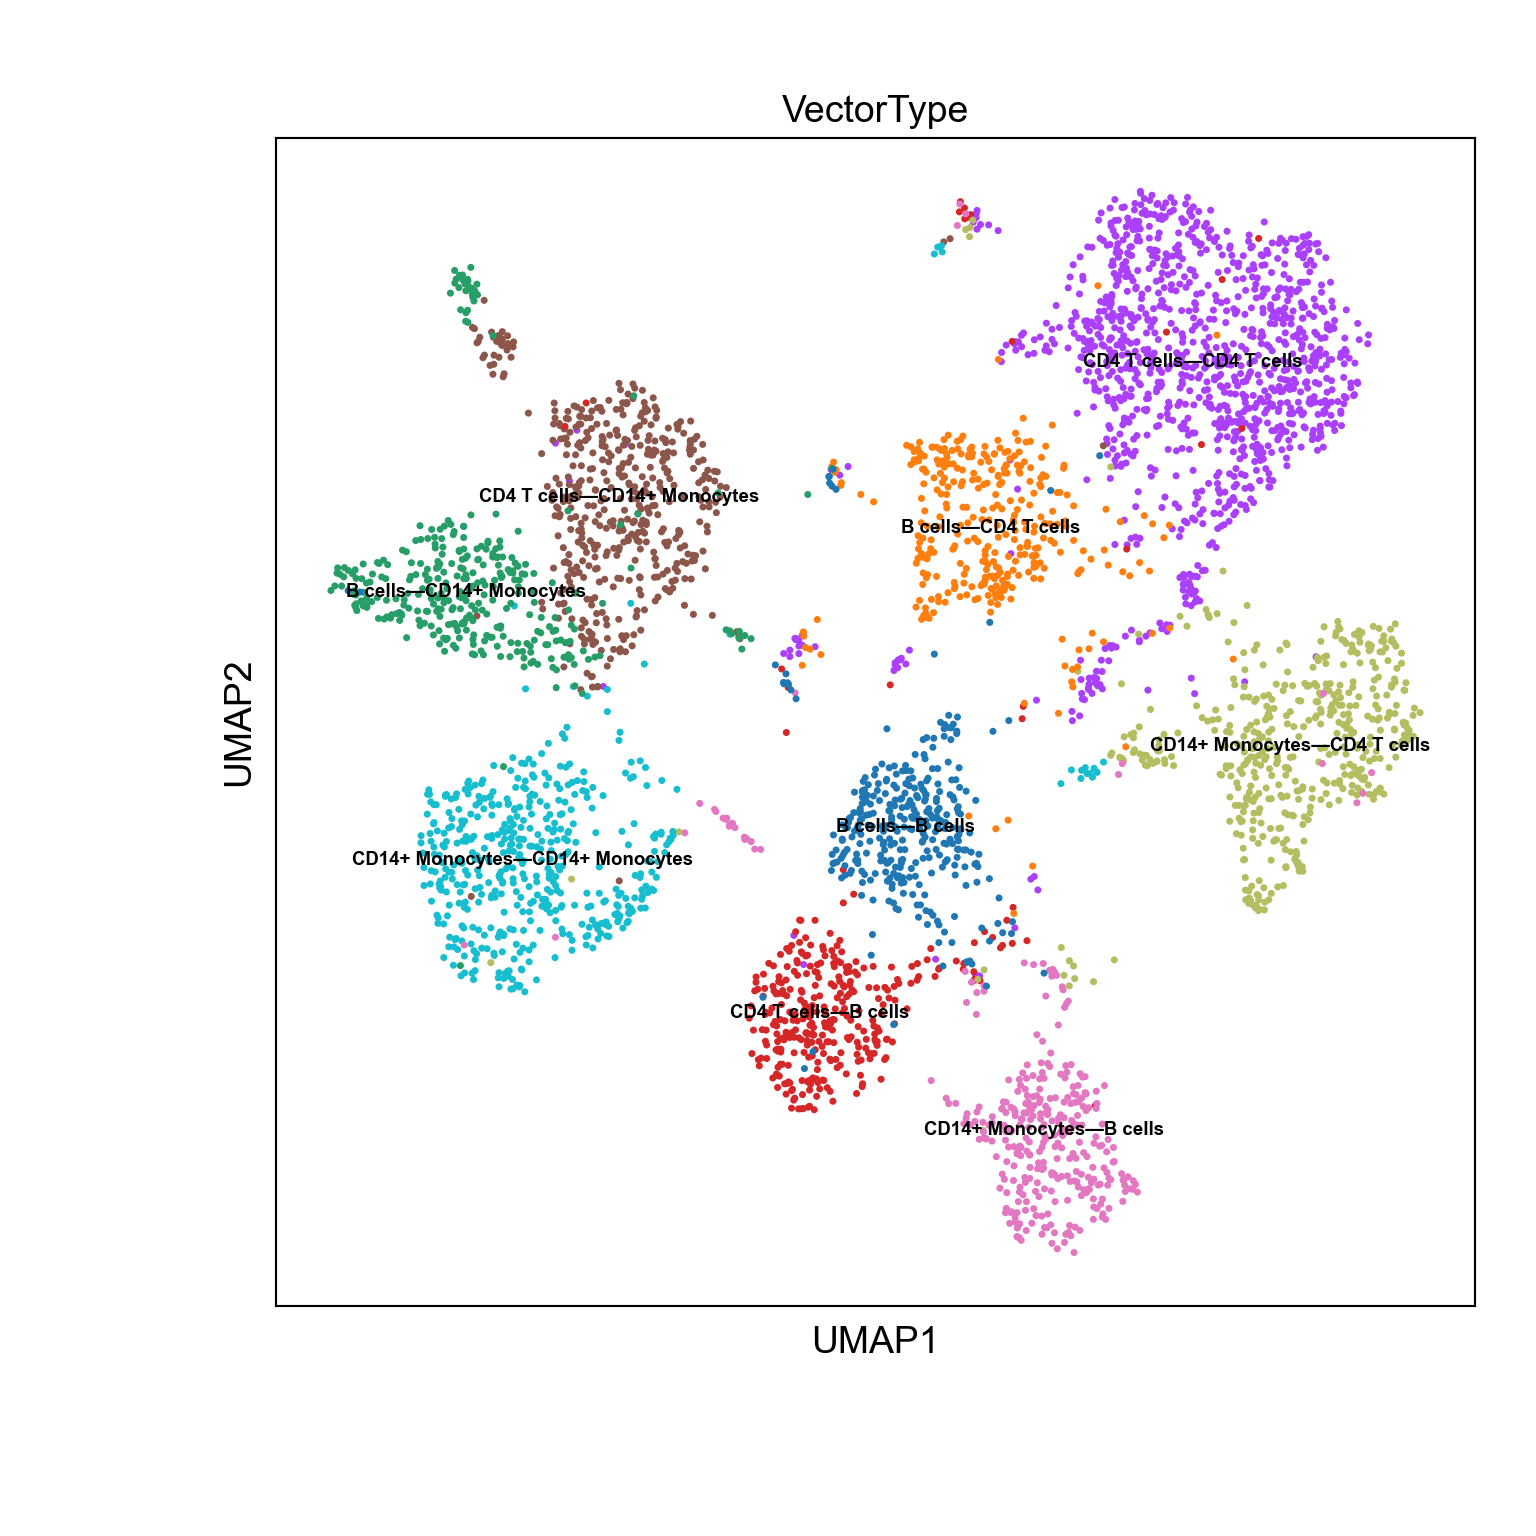 VectorType
CD4 T cells—CD4 T cells
CD4 T cells—CD14+ Monocytes
B cells—CD4 T cells
B cells—CD14+ Monocytes
CD14+ Monocytes—CD4 T cells
B cells—B cells
CD14+ Monocytes—CD14+ Monocytes
CD4 T cells—B cells
CD14+ Monocytes—B cells
UMAP2
UMAP1